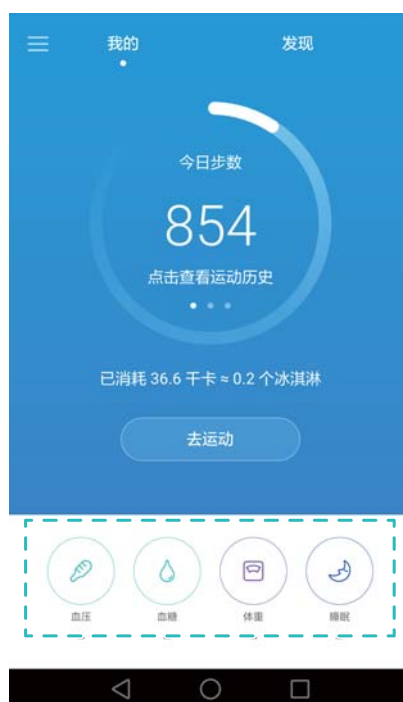 我的
发现
今日步数
854
点击查看运动历史
已消耗 36.6 千卡 ≈ 0.2 个冰淇淋
去运动
血压
血糖
体重
睡眠